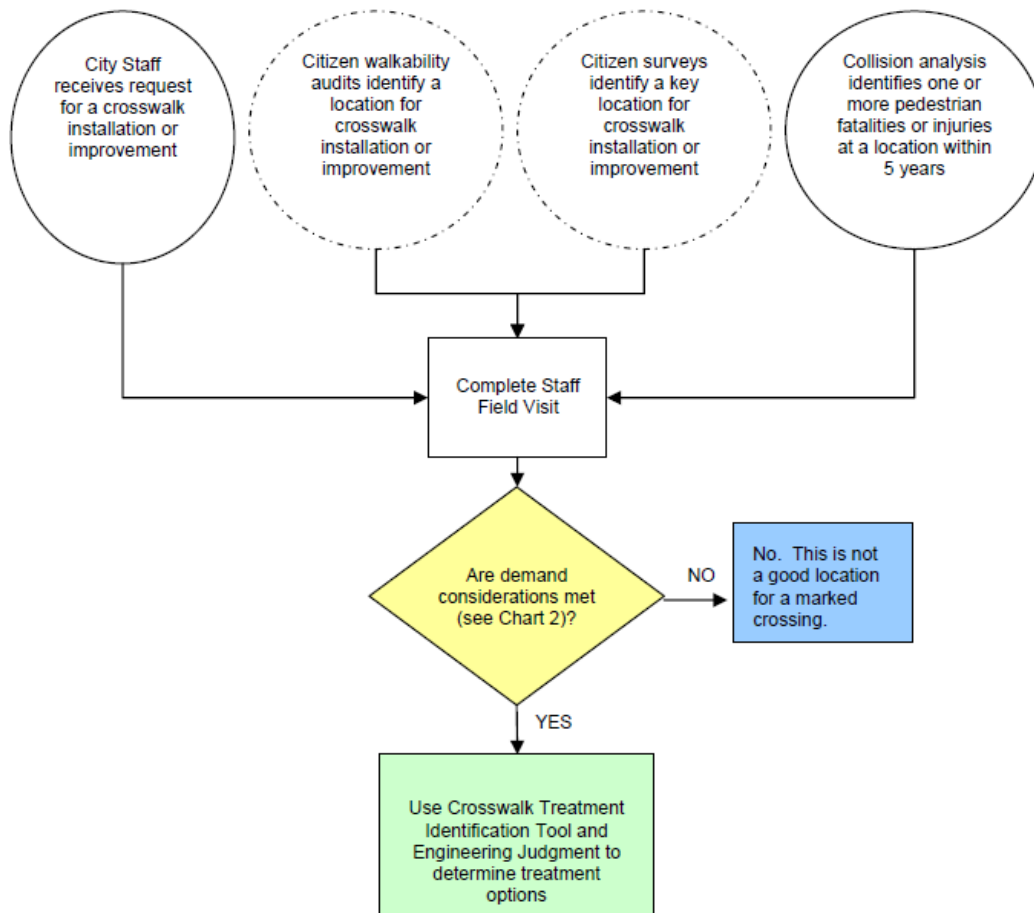 City Staff
receives request
for a crosswalk
installation or
improvement
Citizen walkability
audits identify a
location for
crosswalk
installation or
improvement
Citizen surveys
identify a key
location for
crosswalk
installation or
improvement
Collision analysis
identifies one or
more pedestrian
fatalities or injuries
at a location within
5 years
Complete Staff
Field Visit
Are demand
considerations met
(see Chart 2)?
NO
No. This is not
a good location
for a marked
crossing.
YES
Use Crosswalk Treatment
Identification Tool and
Engineering Judgment to
determine treatment
options